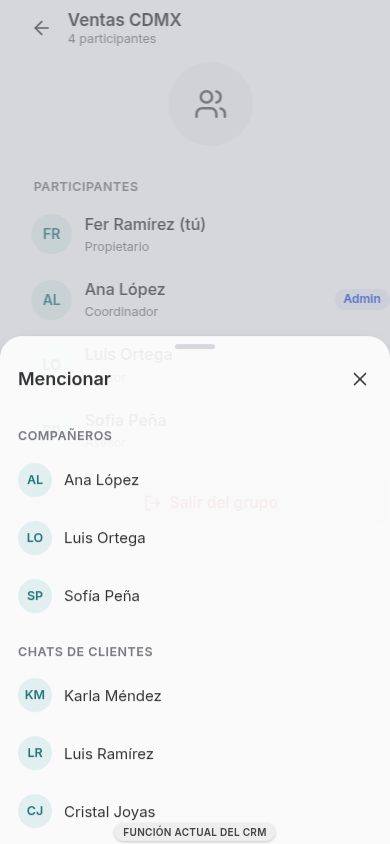 Ventas CDMX
4 participantes
PARTICIPANTES
FR
Fer Ramírez (tú)
Propietario
AL
Ana López
Coordinador
Admin
LO
Luis Ortega
Mencionar
Sofía Peña
COMPAÑEROS
AL
Ana López
Salir del grupo
LO
Luis Ortega
SP
Sofía Peña
CHATS DE CLIENTES
KM
Karla Méndez
LR
Luis Ramírez
CJ
Cristal Joyas
FUNCIÓN ACTUAL DEL CRM